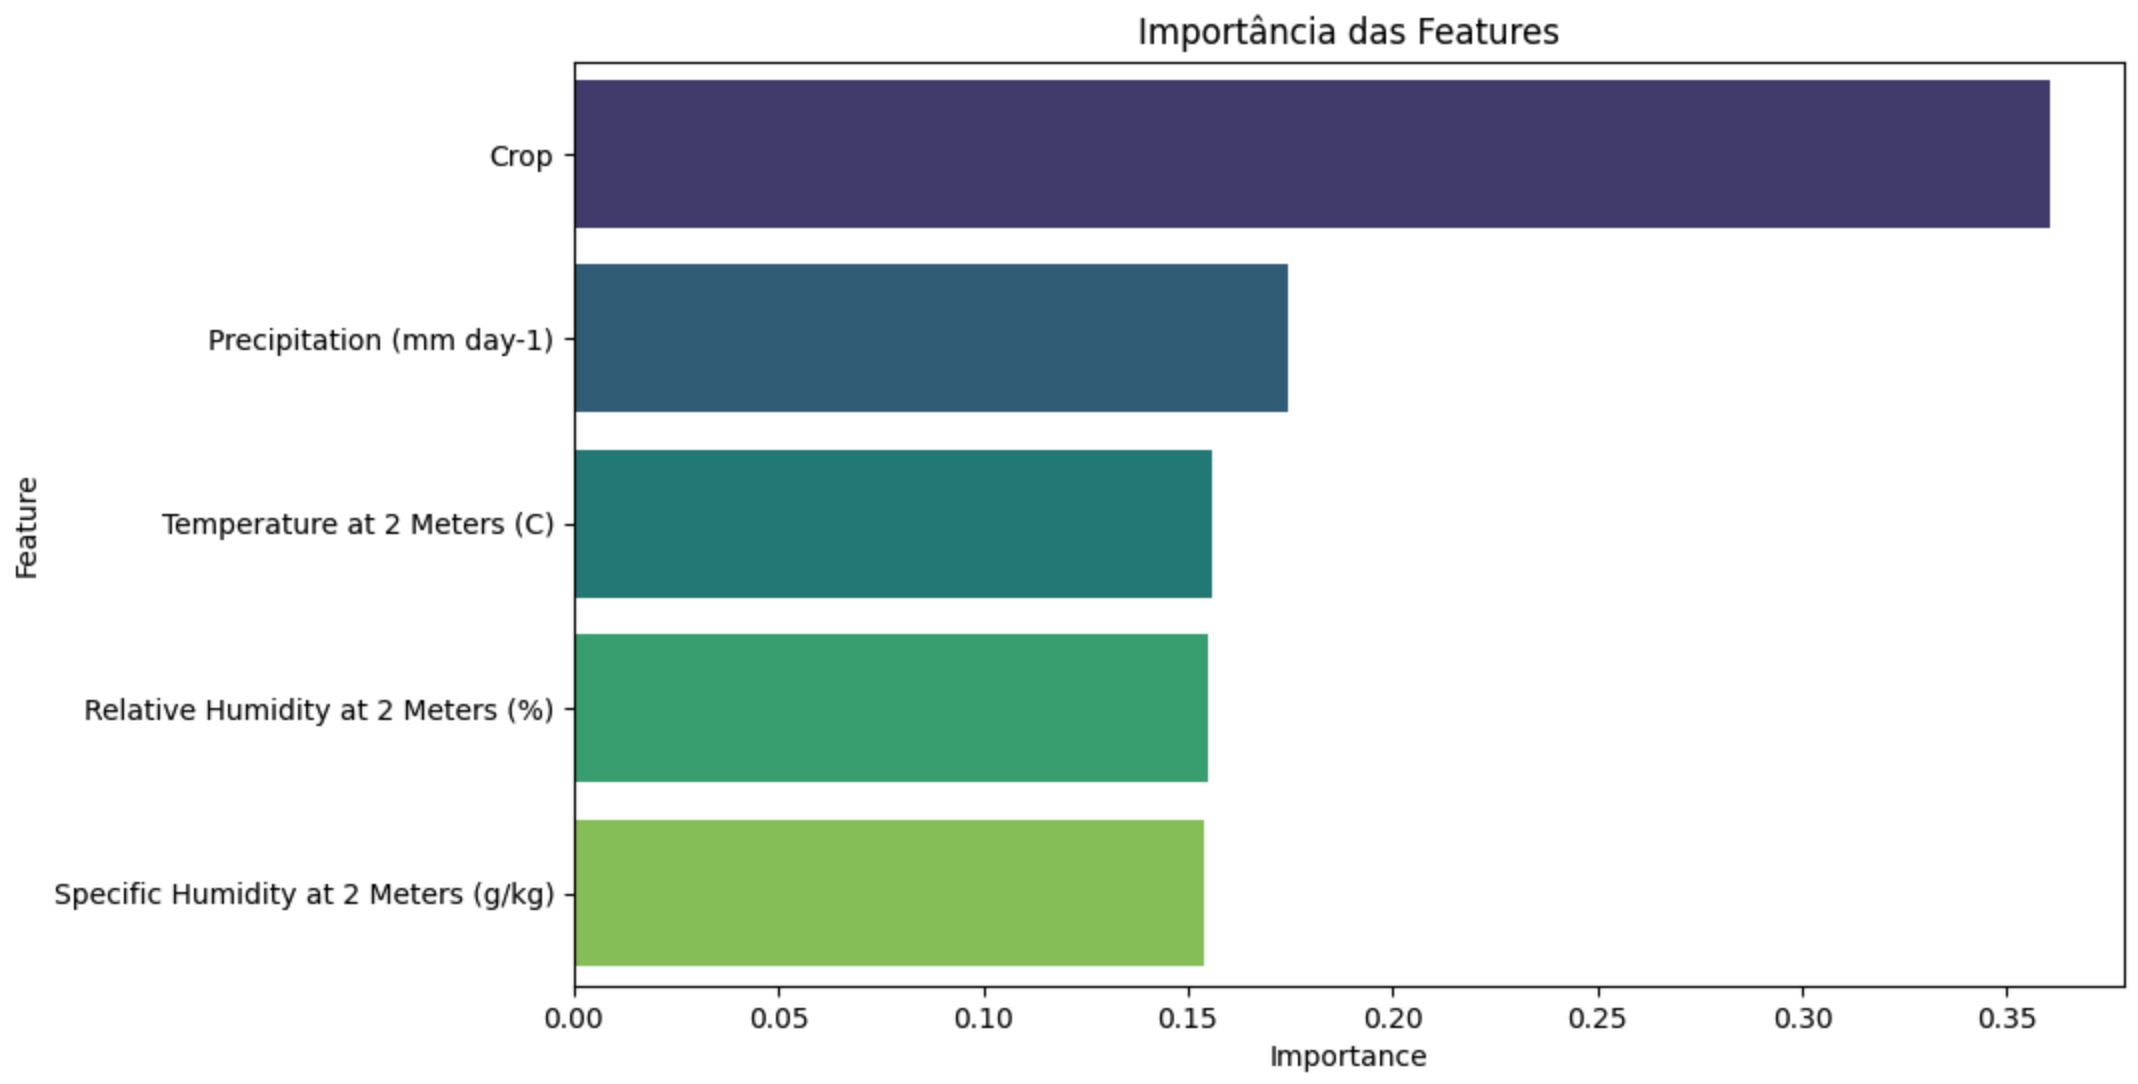 Importância das Features
Crop
Precipitation (mm day-1)
Temperature at 2 Meters (C)
Relative Humidity at 2 Meters (%)
Specific Humidity at 2 Meters (g/kg)
Feature
0.00 0.05 0.10 0.15 0.20 0.25 0.30 0.35
Importance